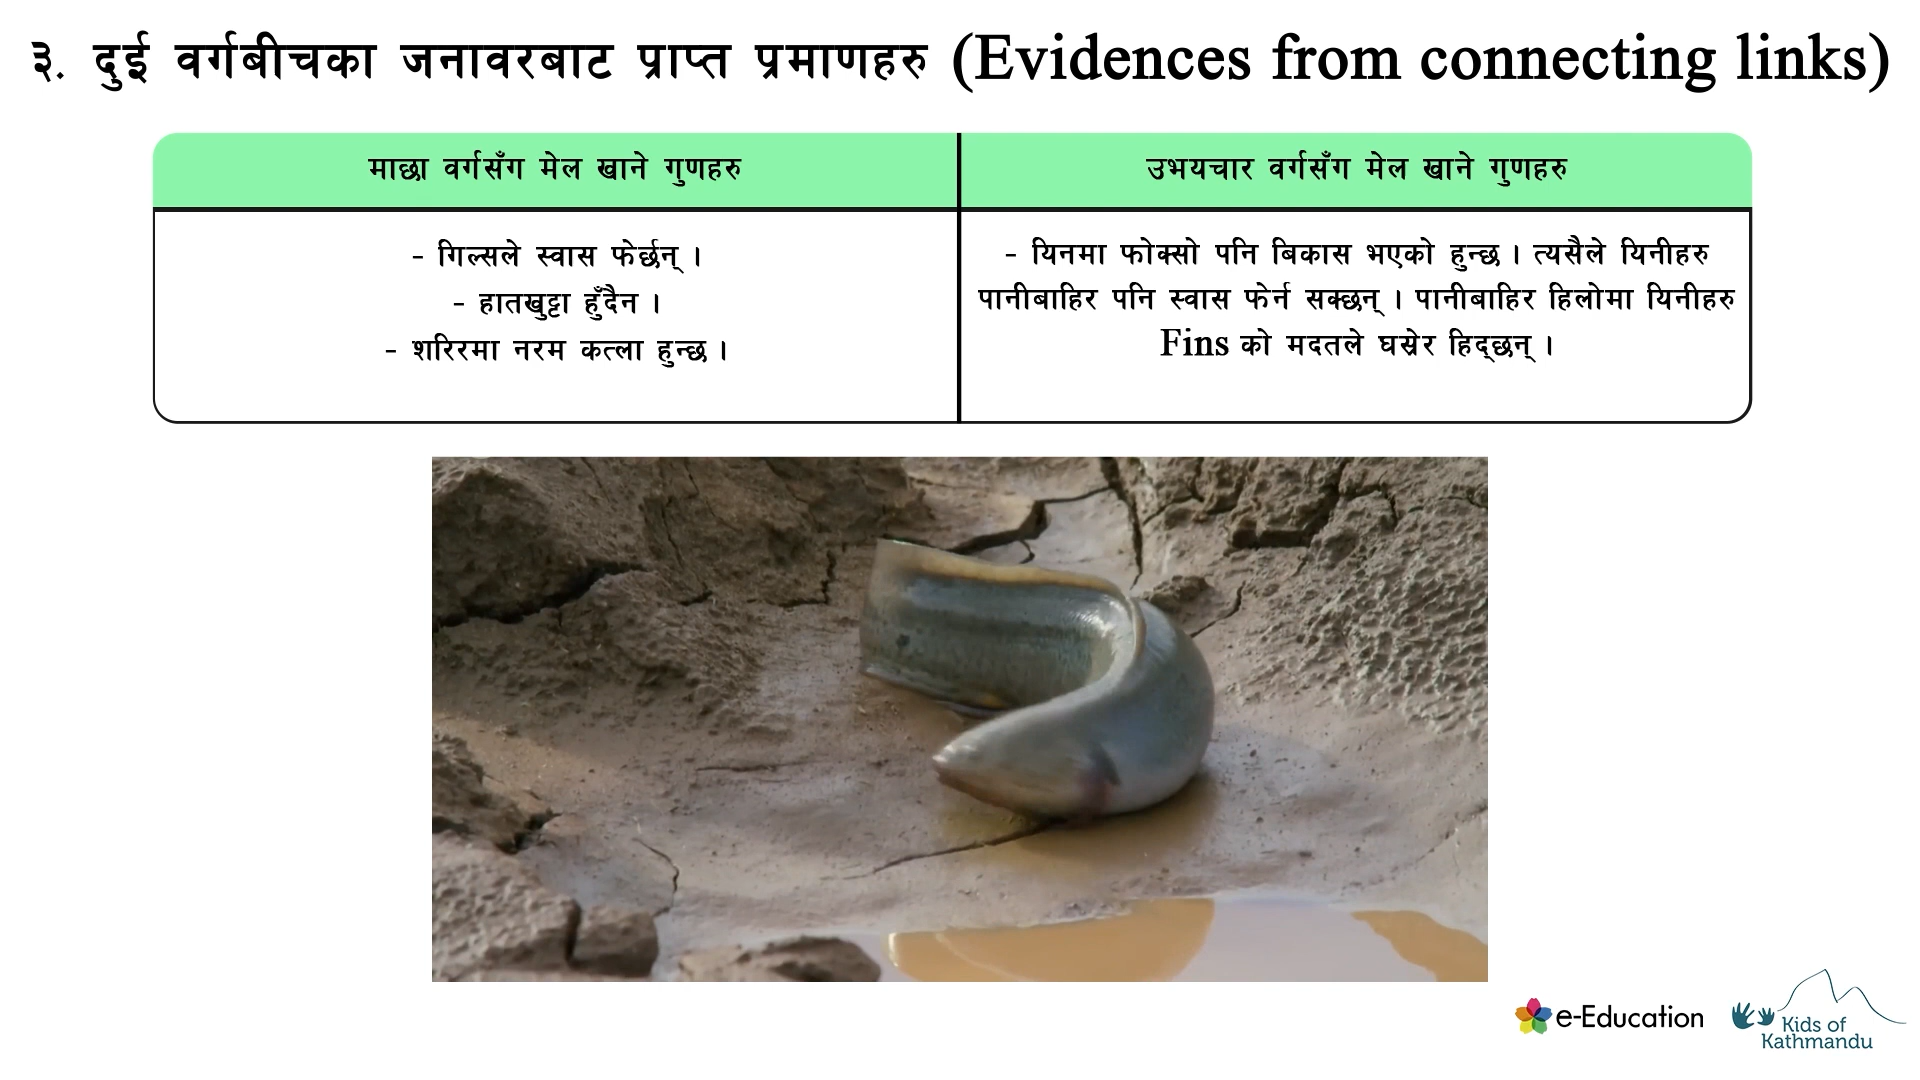 ३. दुई वर्गबीचका जनावरबाट प्राप्त प्रमाणहरु (Evidences from connecting links)
माछा वर्गसँग मेल खाने गुणहरु
- गिल्सले स्वास फेर्छन् ।
- हातखुट्टा हुँदैन ।
- शरिरमा नरम कत्ला हुन्छ ।
उभयचार वर्गसँग मेल खाने गुणहरु
- यिनमा फोक्सो पनि बिकास भएको हुन्छ । त्यसैले यिनीहरु
पानीबाहिर पनि स्वास फेर्न सक्छन् । पानीबाहिर हिलोमा यिनीहरु
Fins को मदतले घस्रेर हिद्छन् ।
e-Education
Kids of
Kathmandu